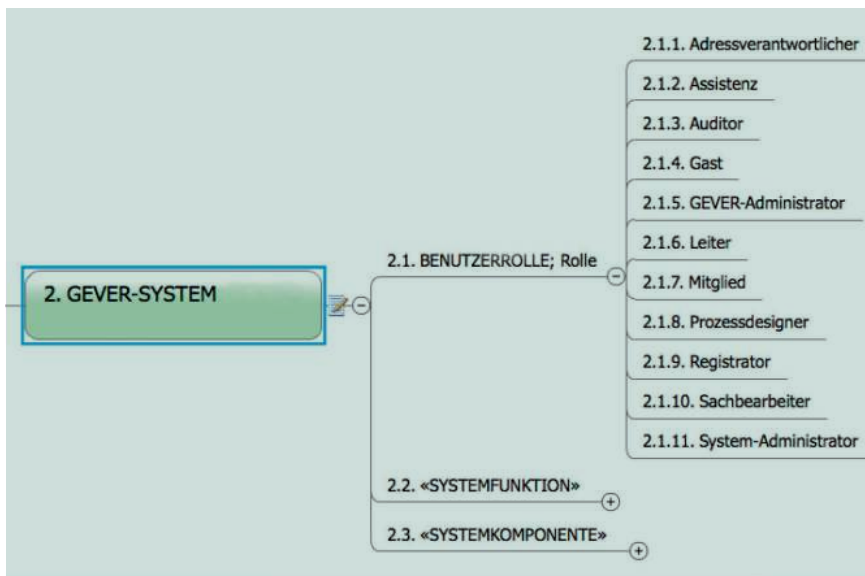 2. GEVER-SYSTEM
2.1. BENUTZERROLLE; Rolle
2.1.1. Adressverantwortlicher
2.1.2. Assistenz
2.1.3. Auditor
2.1.4. Gast
2.1.5. GEVER-Administrator
2.1.6. Leiter
2.1.7. Mitglied
2.1.8. Prozessdesigner
2.1.9. Registrator
2.1.10. Sachbearbeiter
2.1.11. System-Administrator
2.2. «SYSTEMFUNKTION»
2.3. «SYSTEMKOMPONENTE»